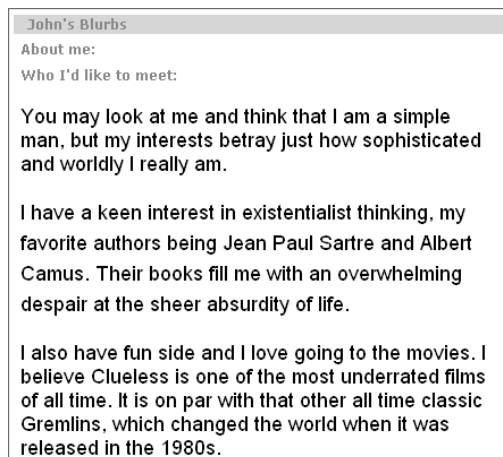 John's Blurbs
About me:
Who I'd like to meet:
You may look at me and think that I am a simple
man, but my interests betray just how sophisticated
and worldly I really am.
I have a keen interest in existentialist thinking, my
favorite authors being Jean Paul Sartre and Albert
Camus. Their books fill me with an overwhelming
despair at the sheer absurdity of life.
I also have fun side and I love going to the movies. I
believe Clueless is one of the most underrated films
of all time. It is on par with that other all time classic
Gremlins, which changed the world when it was
released in the 1980s.